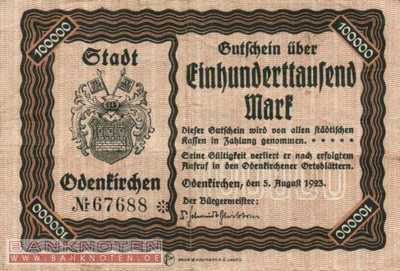 100000
100000
Stadt
Odenkirchen
№ 67688
Gutschein über
Einhunderttausend
Mark
Dieser Gutschein wird von allen städtischen
Kassen in Zahlung genommen.
Seine Gültigkeit verliert er nach erfolgtem
Aufruf in den Odenkirchener Ortsblättern.
Odenkirchen, den 5. August 1923.
Der Bürgermeister:
100000
100000
BANKNOTEN
WWW.BANKNOTEN.DE